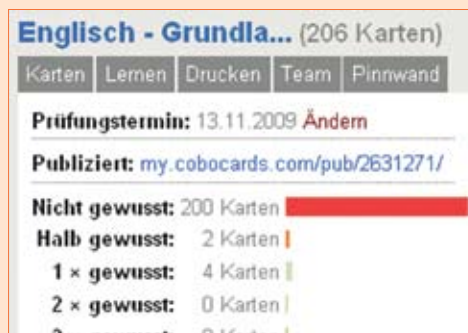 Englisch - Grundla... (206 Karten)
Karten Lernen Drucken Team Pinnwand
Prüfungstermin: 13.11.2009 Ändern
Publiziert: my.cobocards.com/pub/2631271/
Nicht gewusst: 200 Karten
Halb gewusst: 2 Karten
1 × gewusst: 4 Karten
2 × gewusst: 0 Karten